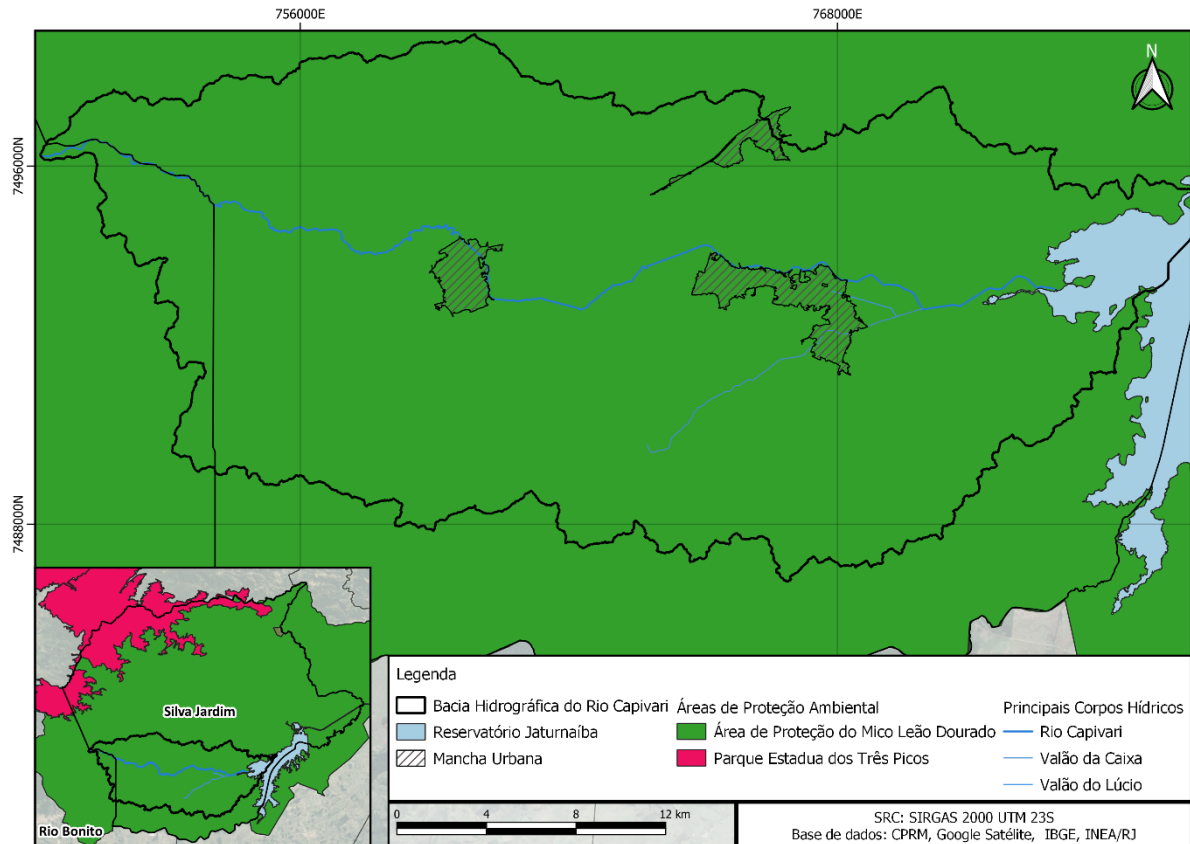 756000E
768000E
N
7496000N
7488000N
Silva Jardim
Rio Bonito
Legenda
Bacia Hidrográfica do Rio Capivari
Reservatório Jaturnaíba
Mancha Urbana
Áreas de Proteção Ambiental
Área de Proteção do Mico Leão Dourado
Parque Estadua dos Três Picos
Principais Corpos Hídricos
Rio Capivari
Valão da Caixa
Valão do Lúcio
0 4 8 12 km
SRC: SIRGAS 2000 UTM 23S
Base de dados: CPRM, Google Satélite, IBGE, INEA/RJ